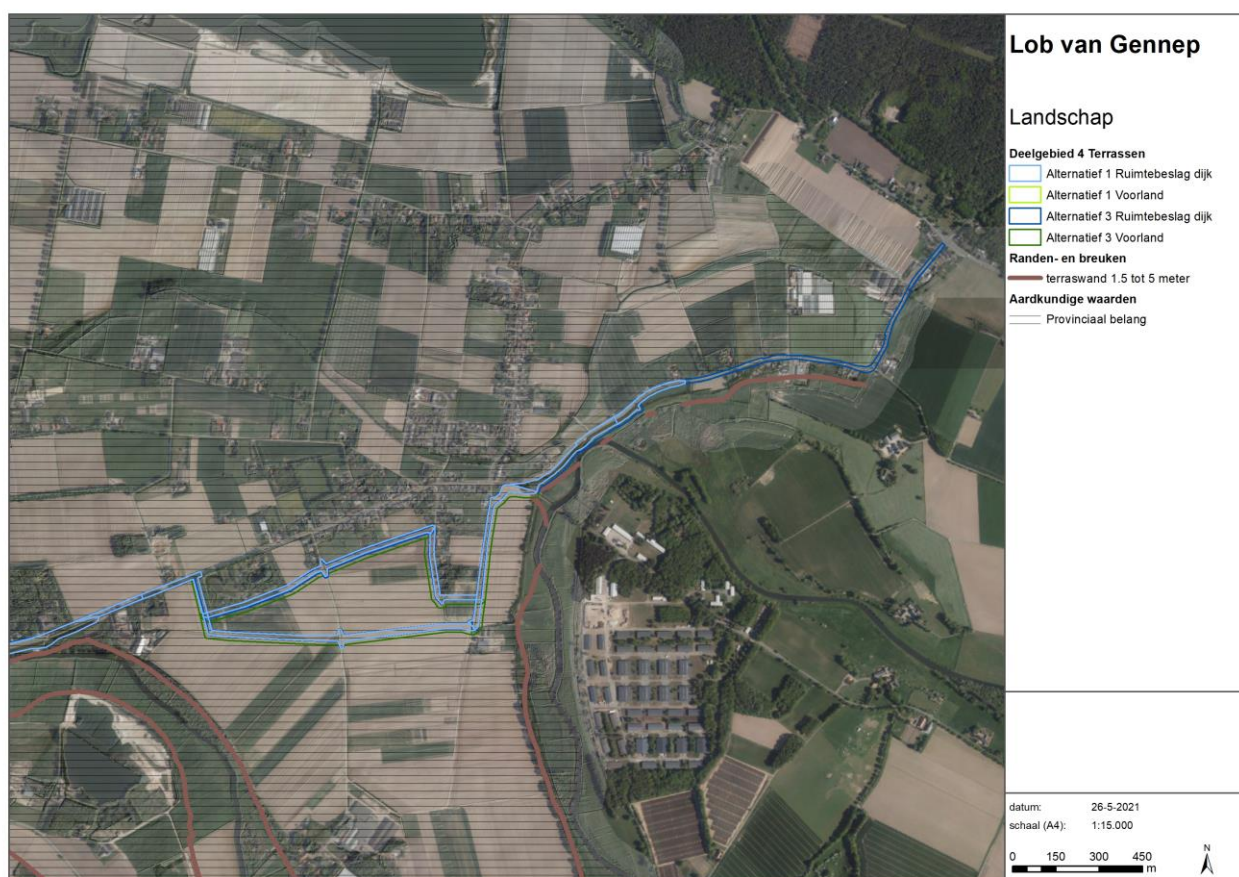 Lob van Gennep
Landschap
Deelgebied 4 Terrassen
Alternatief 1 Ruimtebeslag dijk
Alternatief 1 Voorland
Alternatief 3 Ruimtebeslag dijk
Alternatief 3 Voorland
Randen- en breuken
terraswand 1.5 tot 5 meter
Aardkundige waarden
Provinciaal belang
datum: 26-5-2021
schaal (A4): 1:15.000
0 150 300 450
m
N